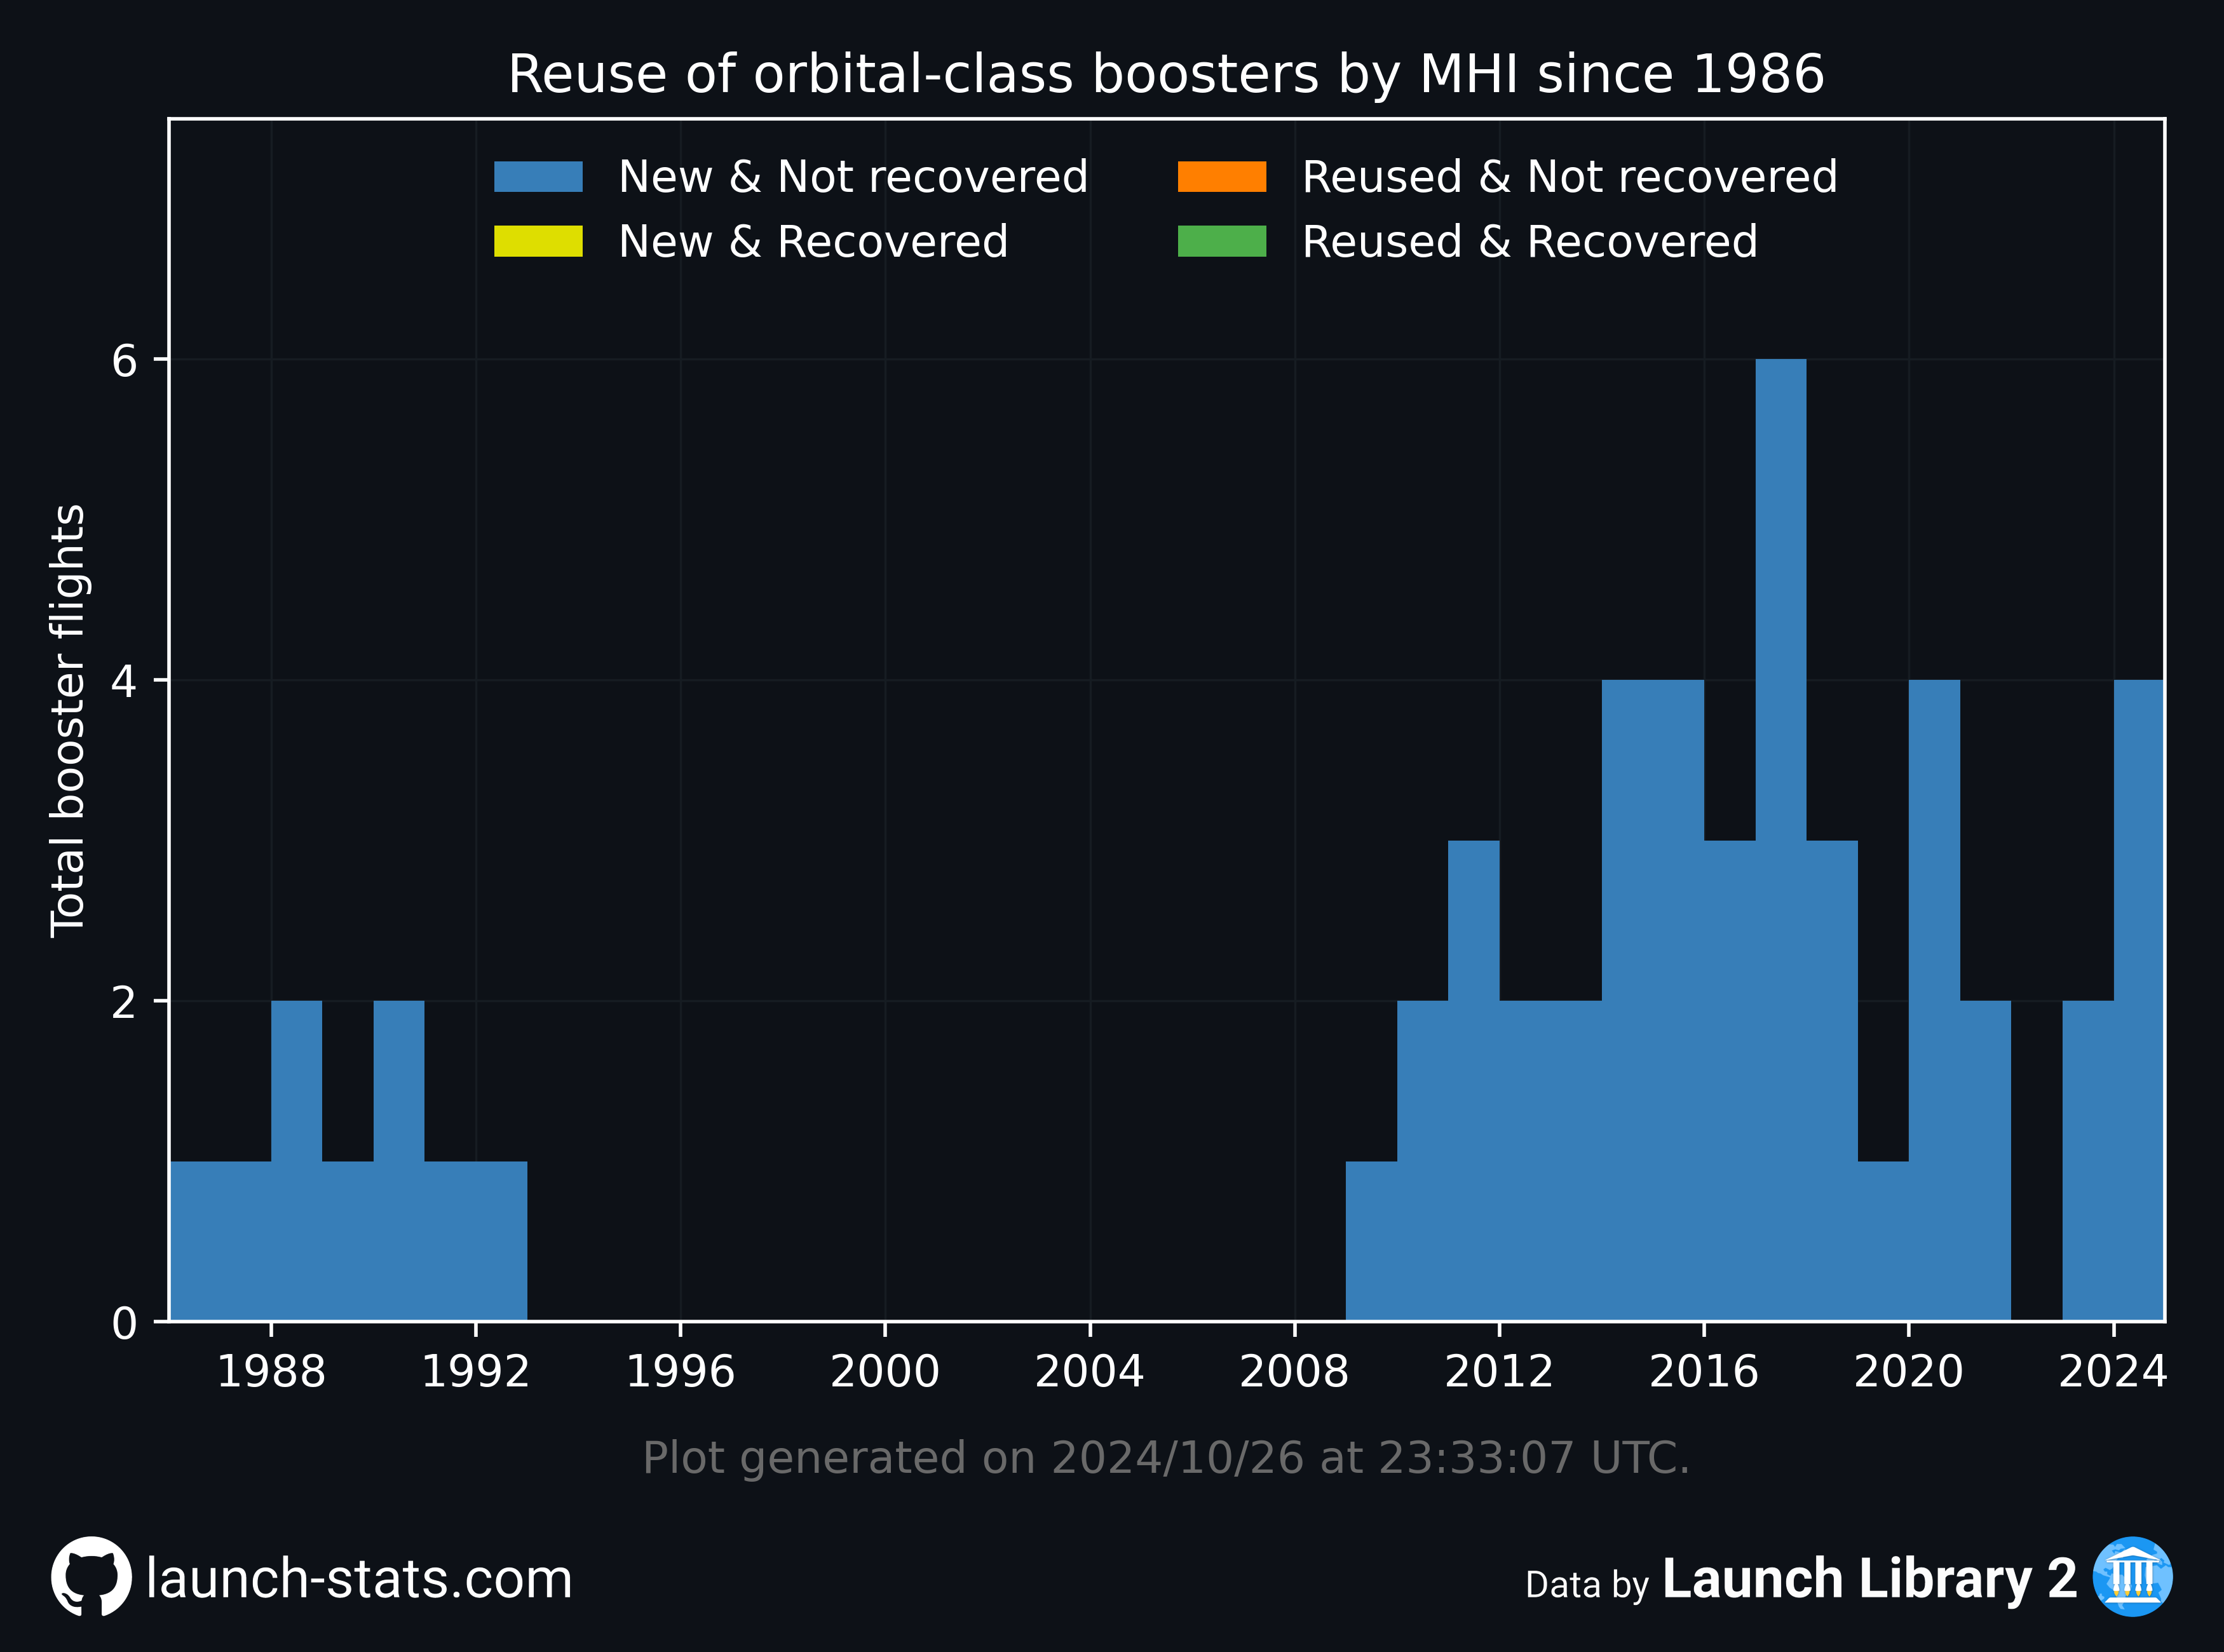 Reuse of orbital-class boosters by MHI since 1986
New & Not recovered
New & Recovered
Reused & Not recovered
Reused & Recovered
Total booster flights
6
4
2
0
1988 1992 1996 2000 2004 2008 2012 2016 2020 2024
Plot generated on 2024/10/26 at 23:33:07 UTC.
launch-stats.com
Data by Launch Library 2